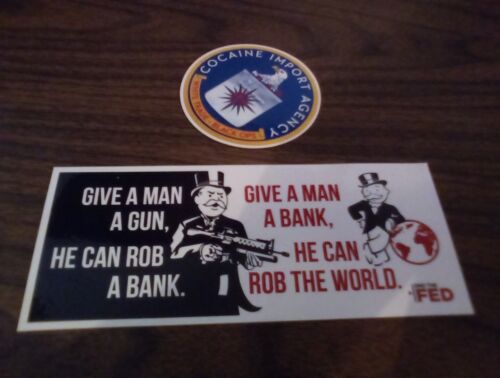 COCAINE IMPORT AGENCY
GIVE A MAN
A GUN,
HE CAN ROB
A BANK.
GIVE A MAN
A BANK,
HE CAN
ROB THE WORLD.
FED